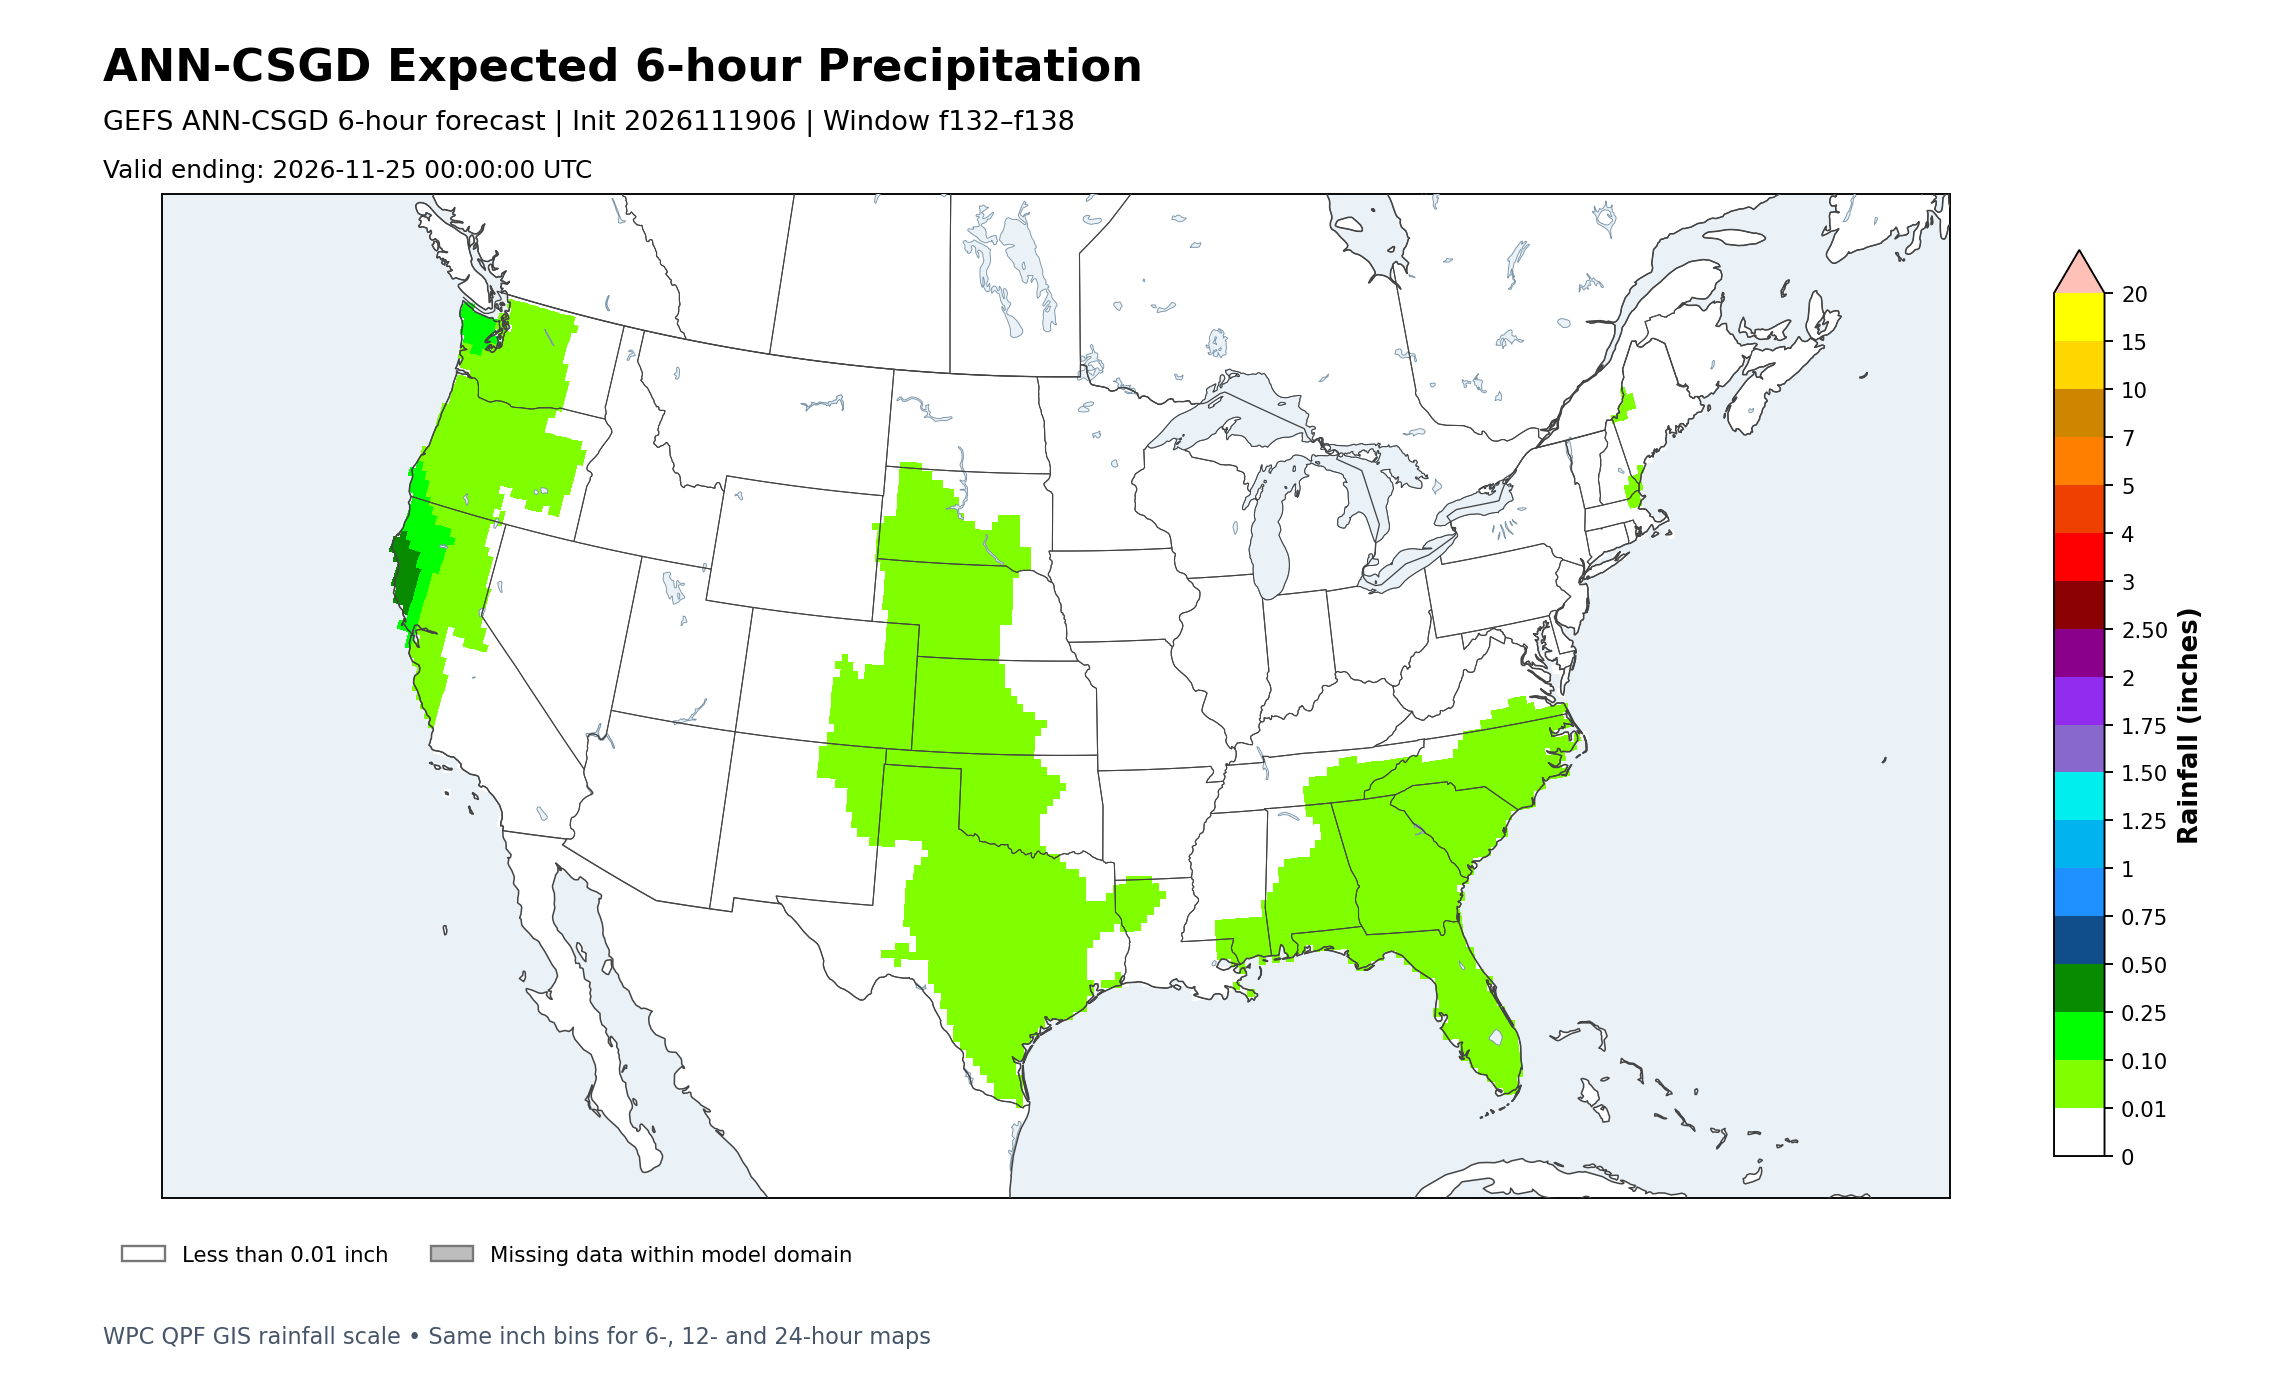 ANN-CSGD Expected 6-hour Precipitation
GEFS ANN-CSGD 6-hour forecast | Init 2026111906 | Window f132–f138
Valid ending: 2026-11-25 00:00:00 UTC
20
15
10
7
5
4
3
2.50
2
1.75
1.50
1.25
1
0.75
0.50
0.25
0.10
0.01
0
Rainfall (inches)
Less than 0.01 inch
Missing data within model domain
WPC QPF GIS rainfall scale • Same inch bins for 6-, 12- and 24-hour maps